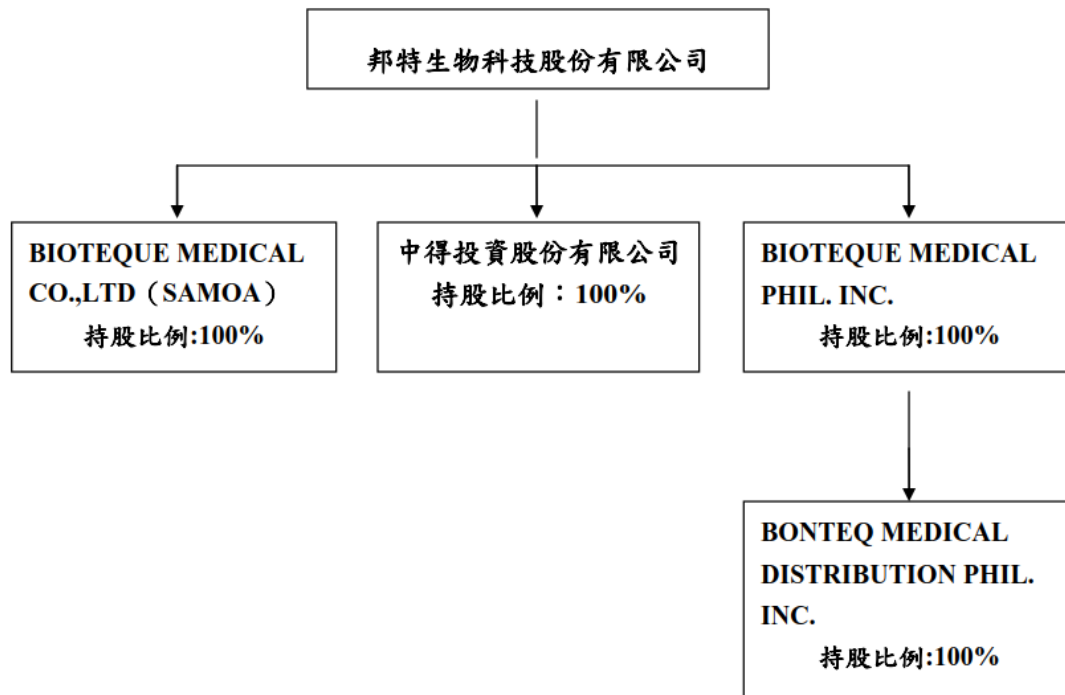 邦特生物科技股份有限公司
BIOTEQUE MEDICAL
CO.,LTD（SAMOA）
持股比例:100%
中得投資股份有限公司
持股比例：100%
BIOTEQUE MEDICAL
PHIL. INC.
持股比例:100%
BONTEQ MEDICAL
DISTRIBUTION PHIL.
INC.
持股比例:100%